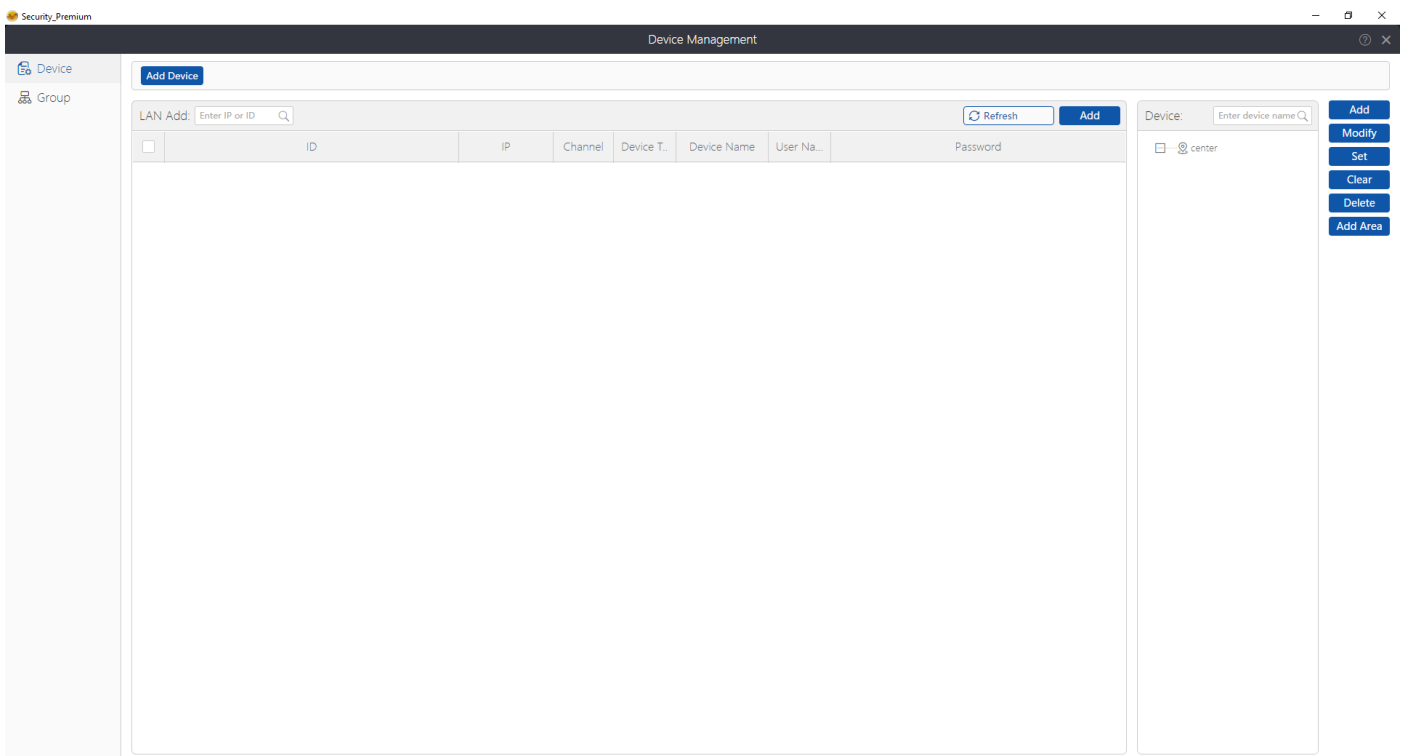 Security_Premium
Device Management
Device
Group
Add Device
LAN Add: Enter IP or ID Refresh Add
ID IP Channel Device T... Device Name User Na... Password
Device: Enter device name
center
Add
Modify
Set
Clear
Delete
Add Area